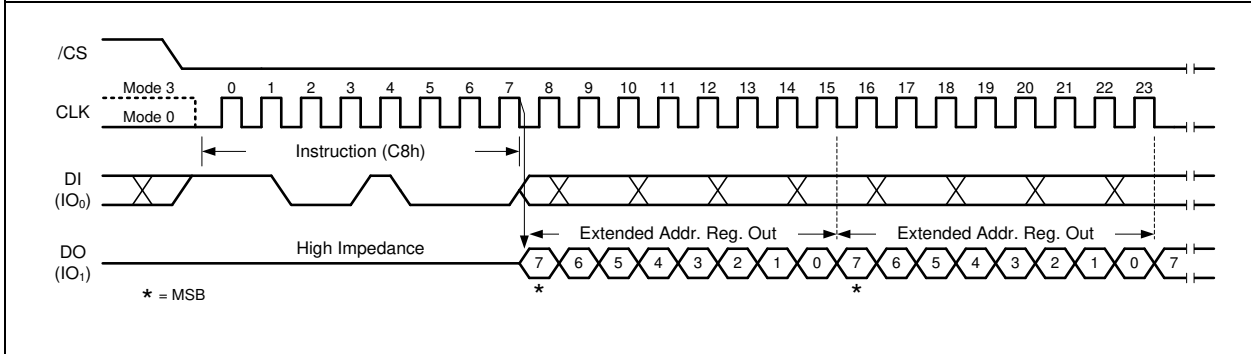 /CS
Mode 3 0 1 2 3 4 5 6 7 8 9 10 11 12 13 14 15 16 17 18 19 20 21 22 23
CLK Mode 0
Instruction (C8h)
DI
(IO0)
Extended Addr. Reg. Out Extended Addr. Reg. Out
High Impedance
DO
(IO1)
7 6 5 4 3 2 1 0 7 6 5 4 3 2 1 0 7
* *
* = MSB